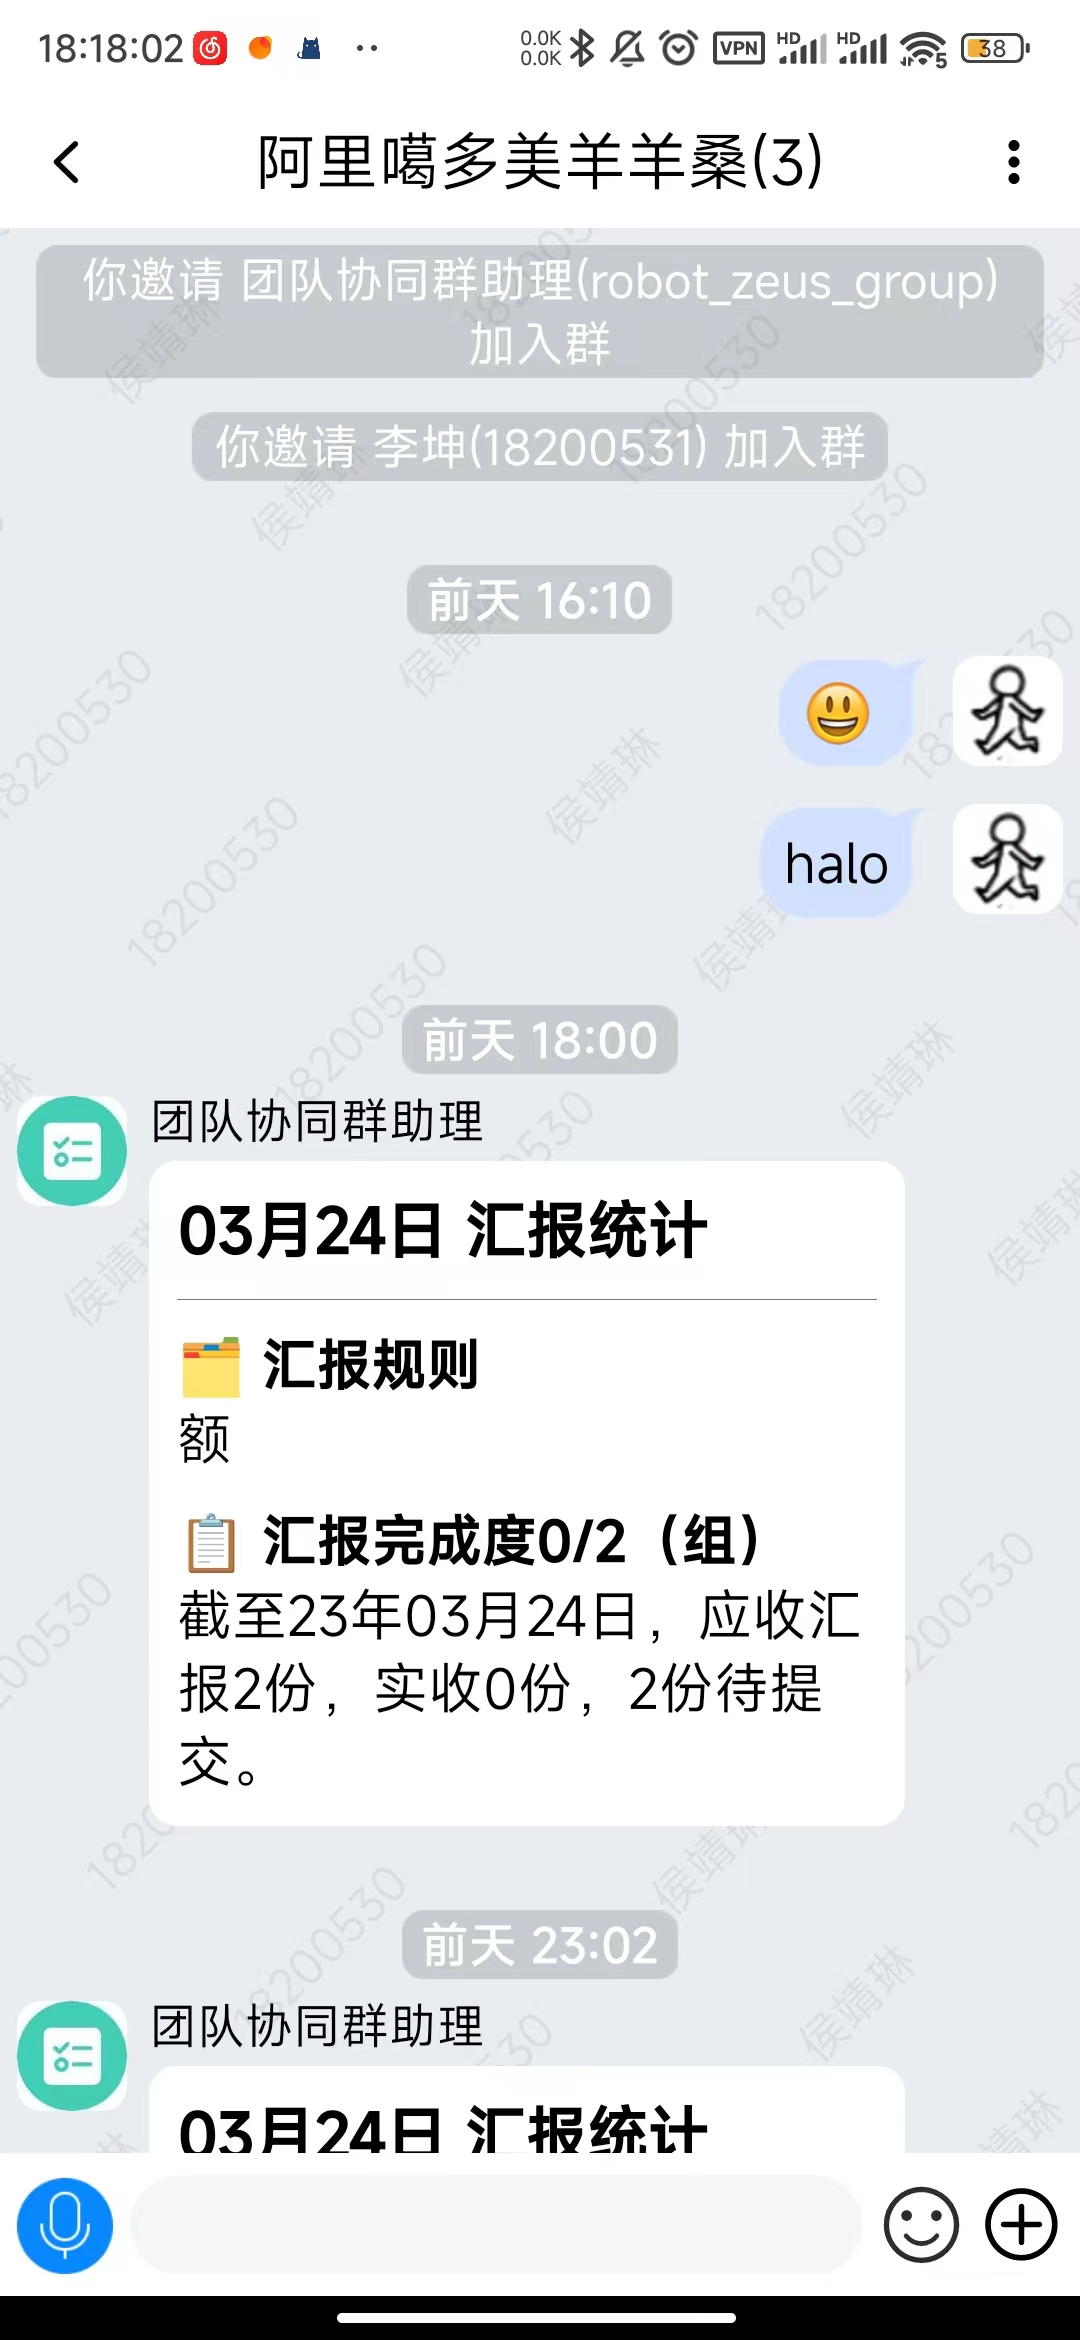 18:18:02
0.0K
0.0K
VPN
HD
HD
5
38
阿里噶多美羊羊桑(3)
你邀请 团队协同群助理(robot_zeus_group)
加入群
你邀请 李坤(18200531) 加入群
前天 16:10
halo
前天 18:00
团队协同群助理
03月24日 汇报统计
汇报规则
额
汇报完成度0/2（组）
截至23年03月24日，应收汇
报2份，实收0份，2份待提
交。
前天 23:02
团队协同群助理
03月24日 汇报统计
侯靖琳
18200530